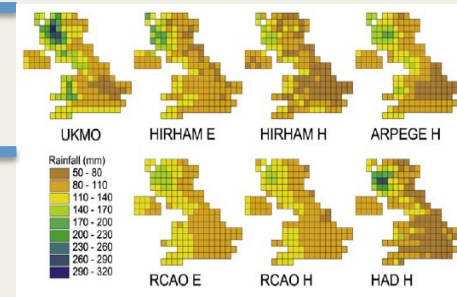 UKMO
HIRHAM E
HIRHAM H
ARPEGE H
Rainfall (mm)
50 - 80
80 - 110
110 - 140
140 - 170
170 - 200
200 - 230
230 - 260
260 - 290
290 - 320
RCAO E
RCAO H
HAD H